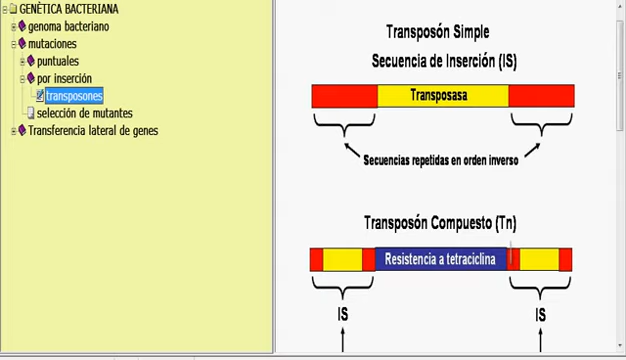 GENÈTICA BACTERIANA
genoma bacteriano
mutaciones
puntuales
por inserción
transposones
selección de mutantes
Transferencia lateral de genes
Transposón Simple
Secuencia de Inserción (IS)
Transposasa
Secuencias repetidas en orden inverso
Transposón Compuesto (Tn)
Resistencia a tetraciclina
IS
IS